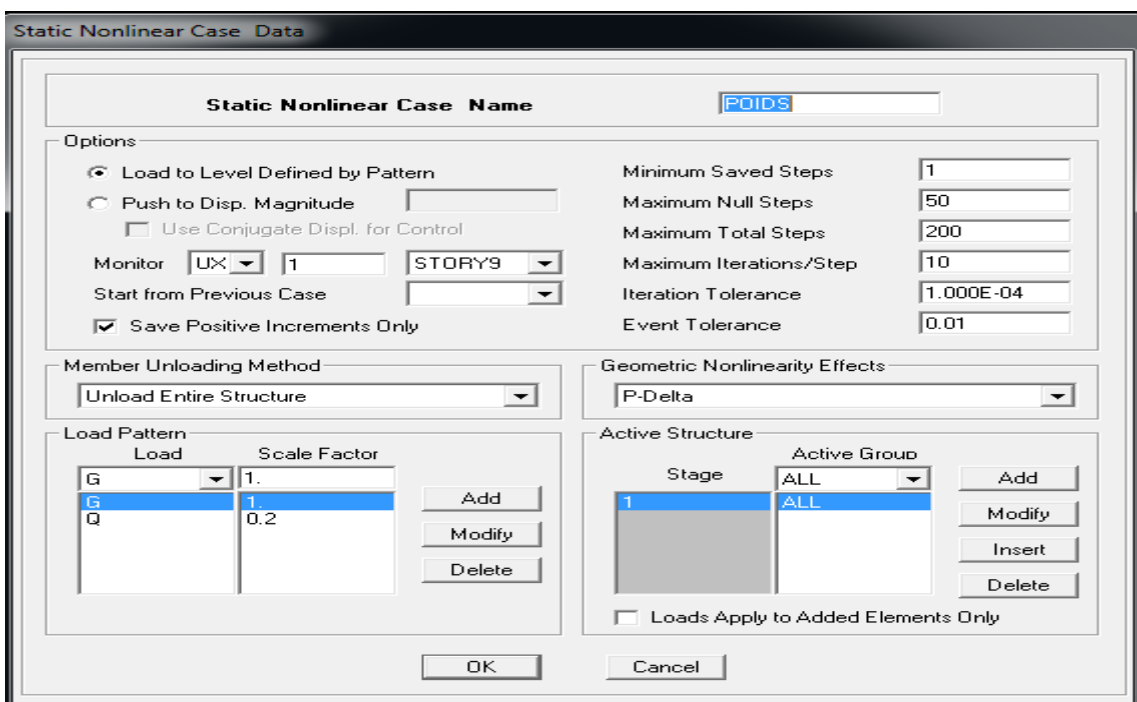 Static Nonlinear Case Data
Static Nonlinear Case Name POIDS
Options
Load to Level Defined by Pattern
Push to Disp. Magnitude
Use Conjugate Displ. for Control
Monitor UX 1 STORY9
Start from Previous Case
Save Positive Increments Only
Minimum Saved Steps 1
Maximum Null Steps 50
Maximum Total Steps 200
Maximum Iterations/Step 10
Iteration Tolerance 1.000E-04
Event Tolerance 0.01
Member Unloading Method
Unload Entire Structure
Geometric Nonlinearity Effects
P-Delta
Load Pattern
Load Scale Factor
G 1.
G 1.
Q 0.2
Add
Modify
Delete
Active Structure
Active Group
Stage ALL
1 ALL
Add
Modify
Insert
Delete
Loads Apply to Added Elements Only
OK Cancel